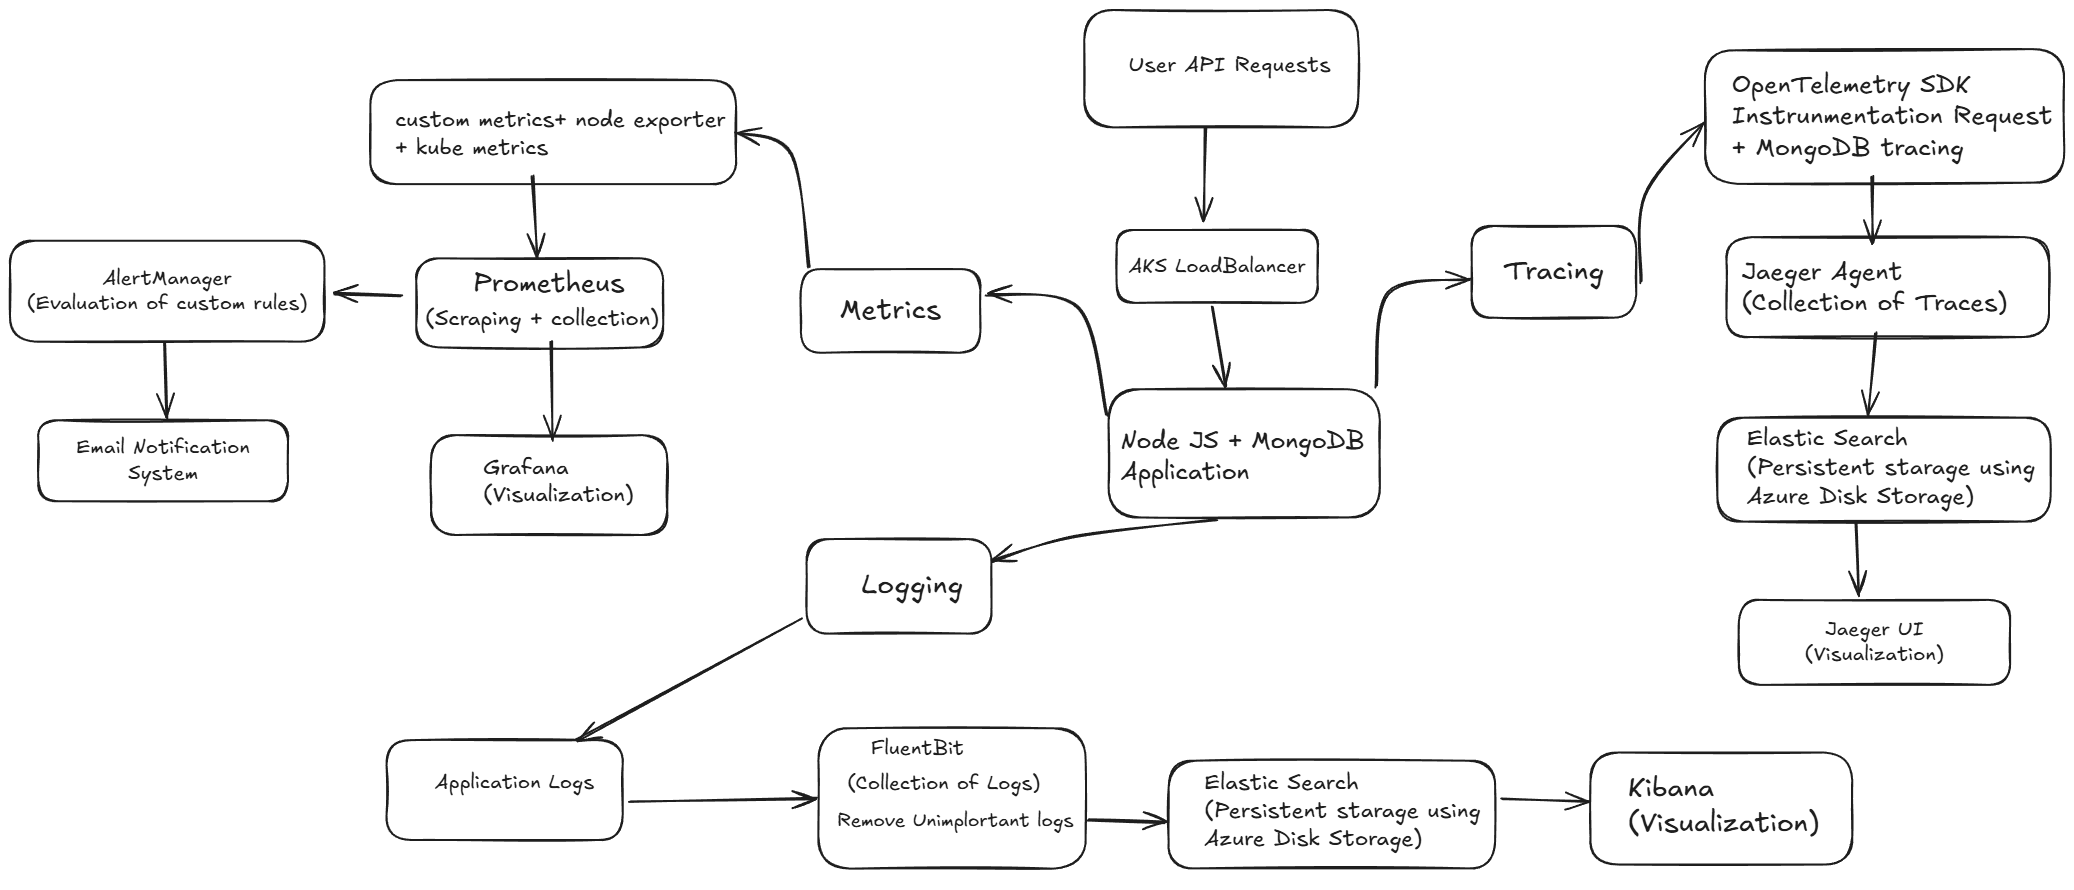 User API Requests
AKS LoadBalancer
Node JS + MongoDB
Application
Metrics
custom metrics+ node exporter
+ kube metrics
Prometheus
(Scraping + collection)
AlertManager
(Evaluation of custom rules)
Email Notification
System
Grafana
(Visualization)
Tracing
OpenTelemetry SDK
Instrunmentation Request
+ MongoDB tracing
Jaeger Agent
(Collection of Traces)
Elastic Search
(Persistent starage using
Azure Disk Storage)
Jaeger UI
(Visualization)
Logging
Application Logs
FluentBit
(Collection of Logs)
Remove Unimplortant logs
Elastic Search
(Persistent starage using
Azure Disk Storage)
Kibana
(Visualization)